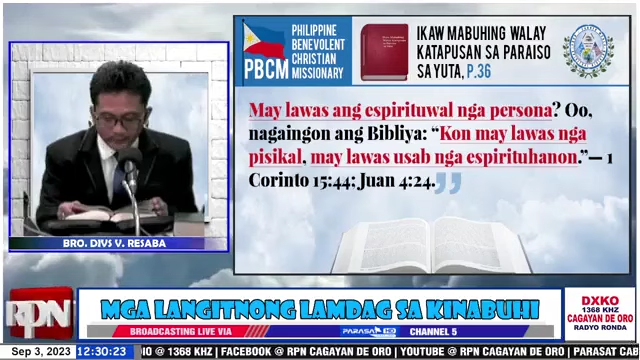 PHILIPPINE
BENEVOLENT
CHRISTIAN
MISSIONARY
PBCM
IKAW MABUHING WALAY
KATAPUSAN SA PARAISO
SA YUTA, P.36
May lawas ang espirituwal nga persona? Oo,
nagaingon ang Bibliya: “Kon may lawas nga
pisikal, may lawas usab nga espirituhanon.”— 1
Corinto 15:44; Juan 4:24.”
BRO. DIVS V. RESABA
RPN
MGA LANGITNONG LAMDAG SA KINABUHI
BROADCASTING LIVE VIA
PARASAT HD
CHANNEL 5
DXKO
1368 KHZ
CAGAYAN DE ORO
RADYO RONDA
Sep 3, 2023 12:30:23 IO @ 1368 KHZ | FACEBOOK @ RPN CAGAYAN DE ORO | YOUTUBE @ RPN CAGAYAN DE ORO | PARASAT CAB